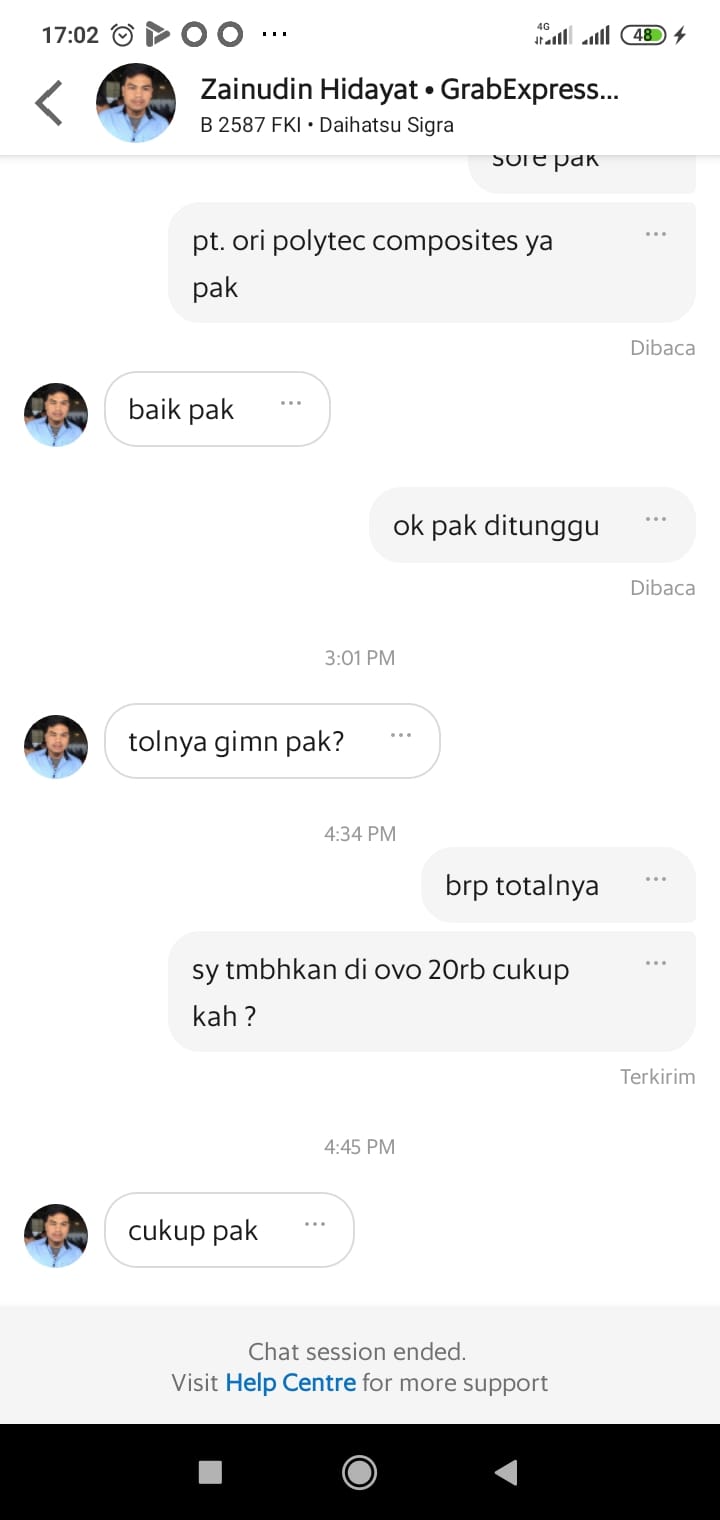 17:02
4G
48
Zainudin Hidayat • GrabExpress...
B 2587 FKI • Daihatsu Sigra
sore pak
pt. ori polytec composites ya
pak
Dibaca
baik pak
ok pak ditunggu
Dibaca
3:01 PM
tolnya gimn pak?
4:34 PM
brp totalnya
sy tmbhkan di ovo 20rb cukup
kah ?
Terkirim
4:45 PM
cukup pak
Chat session ended.
Visit Help Centre for more support